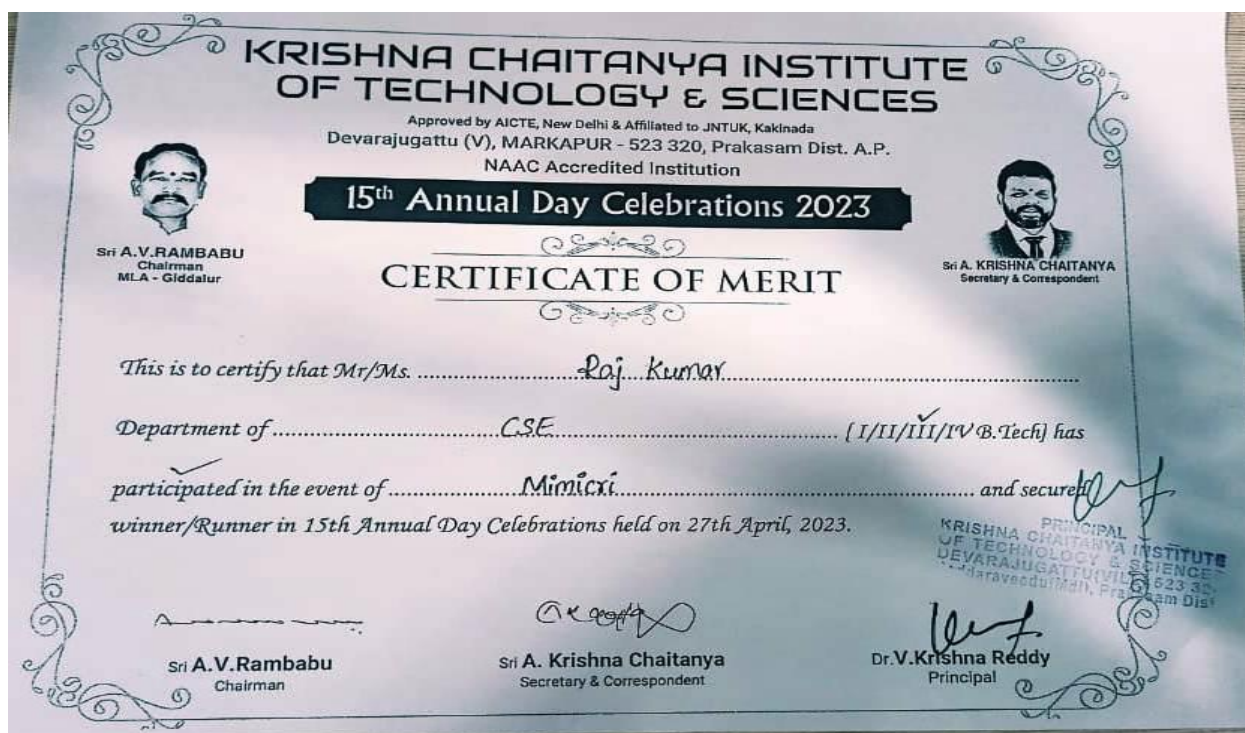 KRISHNA CHAITANYA INSTITUTE
OF TECHNOLOGY & SCIENCES
Approved by AICTE, New Delhi & Affiliated to JNTUK, Kakinada
Devarajugattu (V), MARKAPUR - 523 320, Prakasam Dist. A.P.
NAAC Accredited Institution
15th Annual Day Celebrations 2023
Sri A.V.RAMBABU
Chairman
MLA - Giddalur
Sri A. KRISHNA CHAITANYA
Secretary & Correspondent
CERTIFICATE OF MERIT
This is to certify that Mr/Ms. Raj Kumar
Department of CSE (I/II/III/IV B.Tech) has
participated in the event of Mimicri and secured
winner/Runner in 15th Annual Day Celebrations held on 27th April, 2023.
PRINCIPAL
KRISHNA CHAITANYA INSTITUTE
OF TECHNOLOGY & SCIENCE
DEVARAJUGATTU(VIL) 523 32
Sri A.V.Rambabu
Chairman
Sri A. Krishna Chaitanya
Secretary & Correspondent
Dr.V.Krishna Reddy
Principal